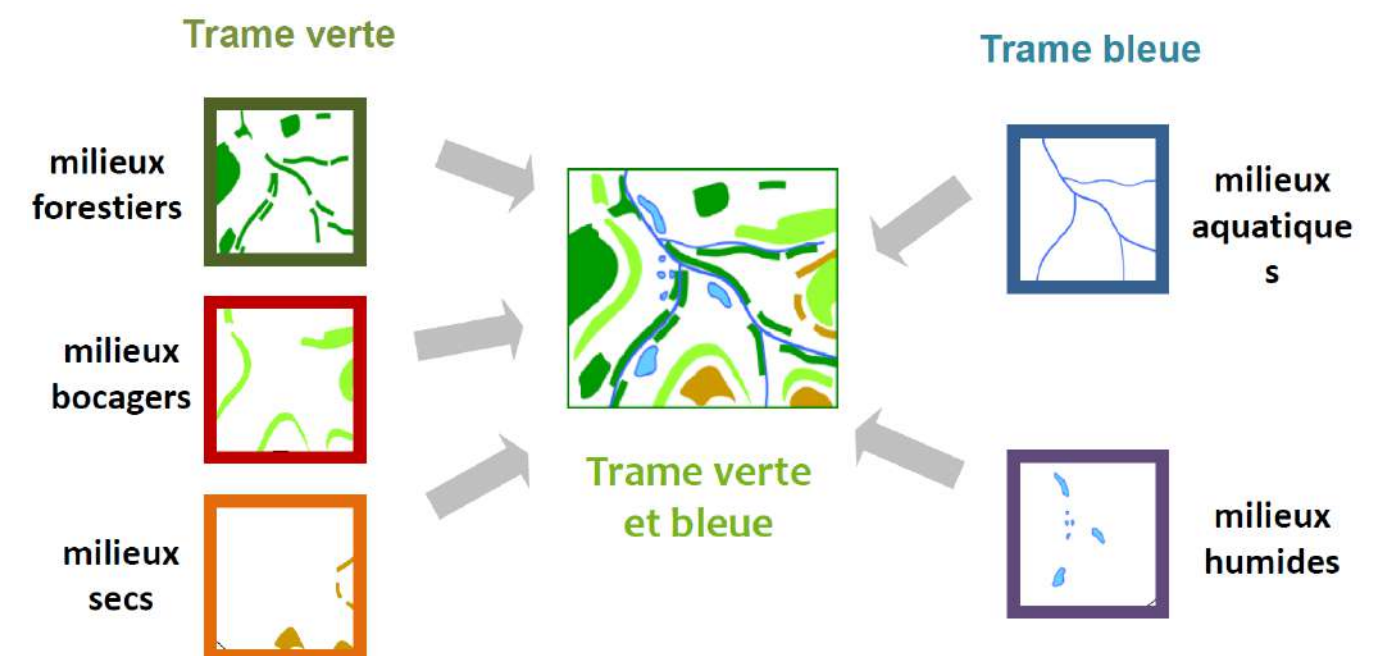 Trame verte
milieux
forestiers
milieux
bocagers
milieux
secs
Trame verte
et bleue
Trame bleue
milieux
aquatique
s
milieux
humides